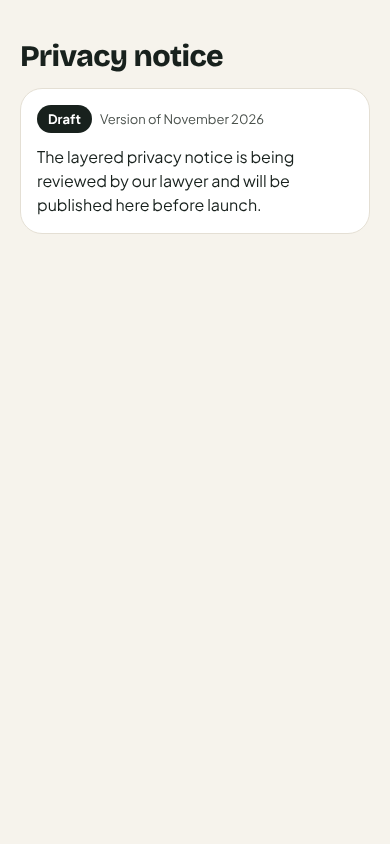 Privacy notice
Draft Version of November 2026
The layered privacy notice is being
reviewed by our lawyer and will be
published here before launch.